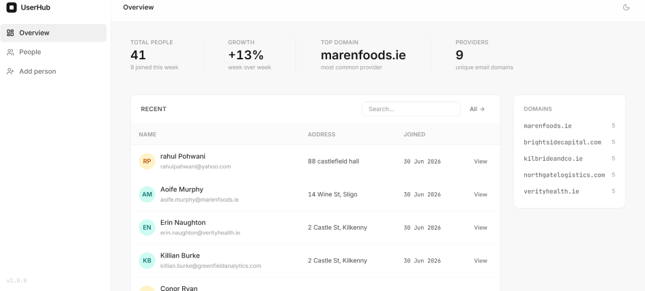 UserHub
Overview
People
Add person
v1.0.0
Overview
TOTAL PEOPLE
41
9 joined this week
GROWTH
+13%
week over week
TOP DOMAIN
marenfoods.ie
most common provider
PROVIDERS
9
unique email domains
RECENT
Search...
All →
NAME ADDRESS JOINED
RP rahul Pohwani 88 castlefield hall 30 Jun 2026 View
rahulpohwani@yahoo.com
AM Aoife Murphy 14 Wine St, Sligo 30 Jun 2026 View
aoife.murphy@marenfoods.ie
EN Erin Naughton 2 Castle St, Kilkenny 30 Jun 2026 View
erin.naughton@verityhealth.ie
KB Killian Burke 2 Castle St, Kilkenny 30 Jun 2026 View
killian.burke@greenfieldanalytics.com
Conor Ryan
DOMAINS
marenfoods.ie 5
brightsidecapital.com 5
kilbrideandco.ie 5
northgatelogistics.com 5
verityhealth.ie 5